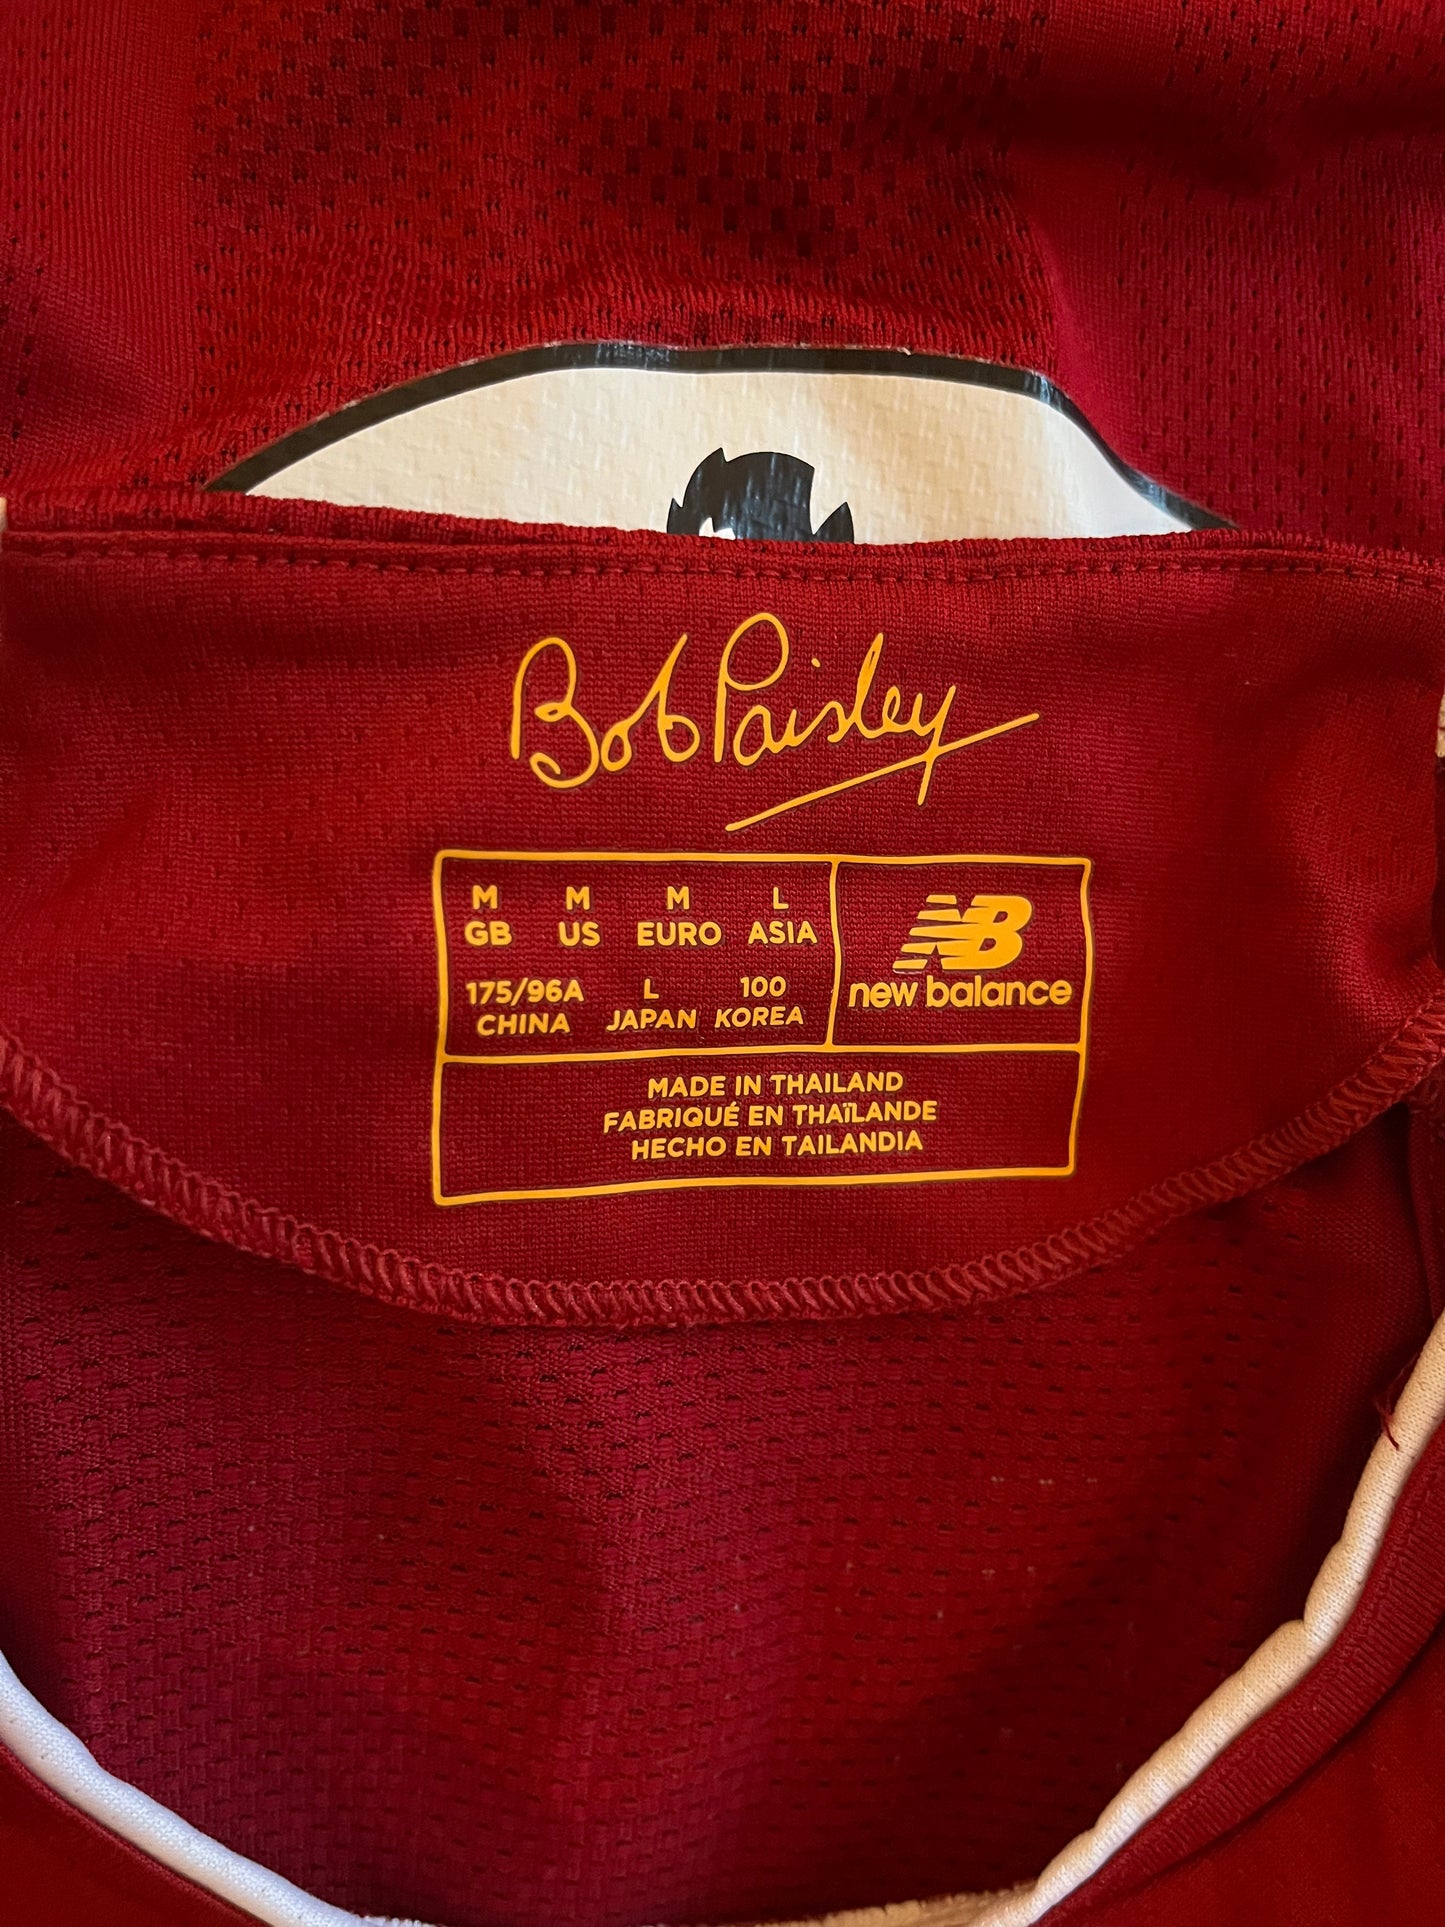 Bob Paisley
M M M L
GB US EURO ASIA
175/96A L 100
CHINA JAPAN KOREA
NB
new balance
MADE IN THAILAND
FABRIQUÉ EN THAÏLANDE
HECHO EN TAILANDIA